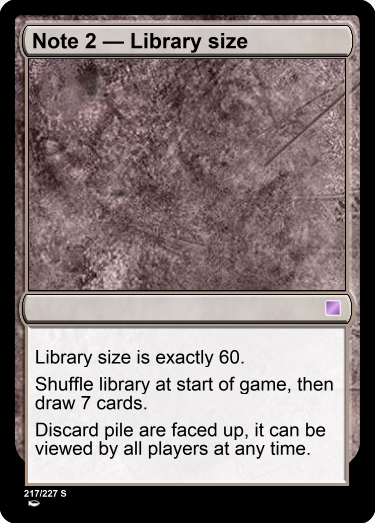 Note 2 — Library size
Library size is exactly 60.
Shuffle library at start of game, then
draw 7 cards.
Discard pile are faced up, it can be
viewed by all players at any time.
217/227 S